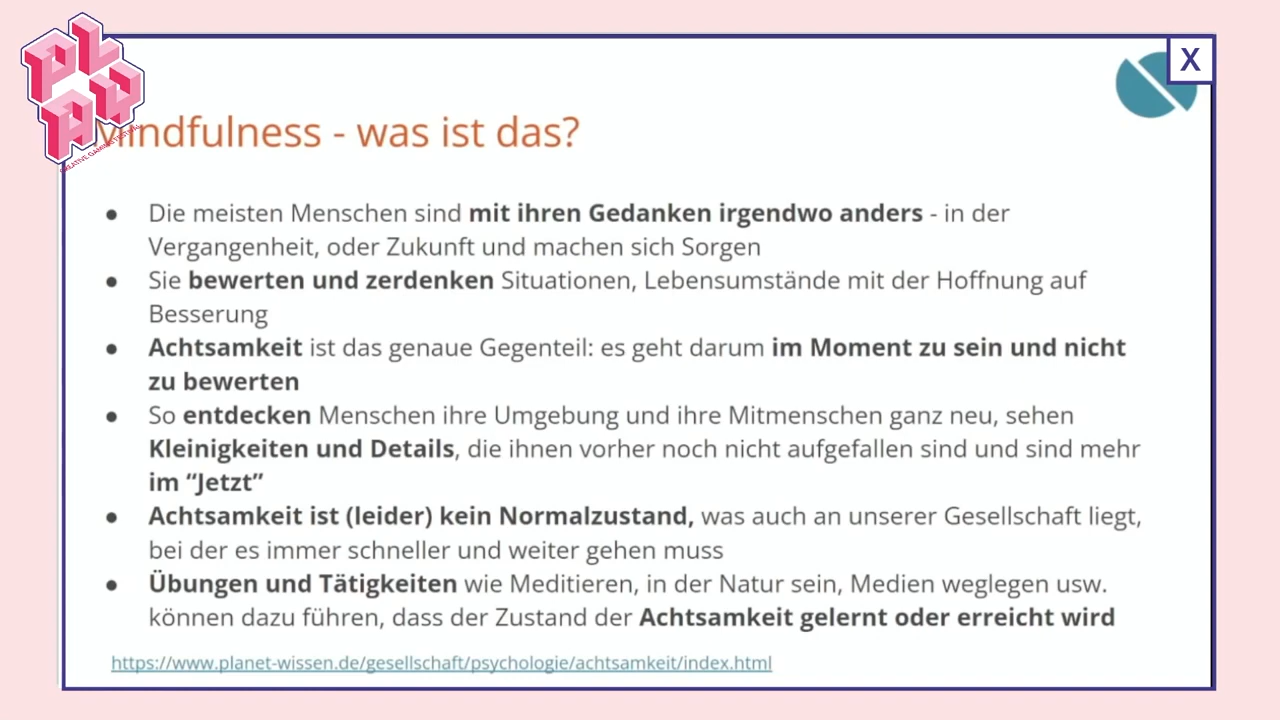 PLAY
CREATIVE GAMING FESTIVAL
X
Mindfulness - was ist das?
● Die meisten Menschen sind mit ihren Gedanken irgendwo anders - in der
Vergangenheit, oder Zukunft und machen sich Sorgen
● Sie bewerten und zerdenken Situationen, Lebensumstände mit der Hoffnung auf
Besserung
● Achtsamkeit ist das genaue Gegenteil: es geht darum im Moment zu sein und nicht
zu bewerten
● So entdecken Menschen ihre Umgebung und ihre Mitmenschen ganz neu, sehen
Kleinigkeiten und Details, die ihnen vorher noch nicht aufgefallen sind und sind mehr
im “Jetzt”
● Achtsamkeit ist (leider) kein Normalzustand, was auch an unserer Gesellschaft liegt,
bei der es immer schneller und weiter gehen muss
● Übungen und Tätigkeiten wie Meditieren, in der Natur sein, Medien weglegen usw.
können dazu führen, dass der Zustand der Achtsamkeit gelernt oder erreicht wird
https://www.planet-wissen.de/gesellschaft/psychologie/achtsamkeit/index.html